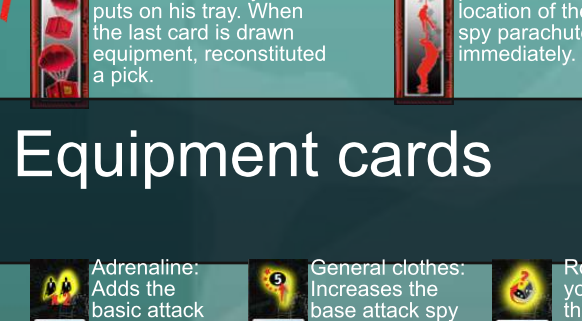 puts on his tray. When
the last card is drawn
equipment, reconstituted
a pick.
location of the
spy parachute
immediately.
Equipment cards
Adrenaline:
Adds the
basic attack
5
General clothes:
Increases the
base attack spy